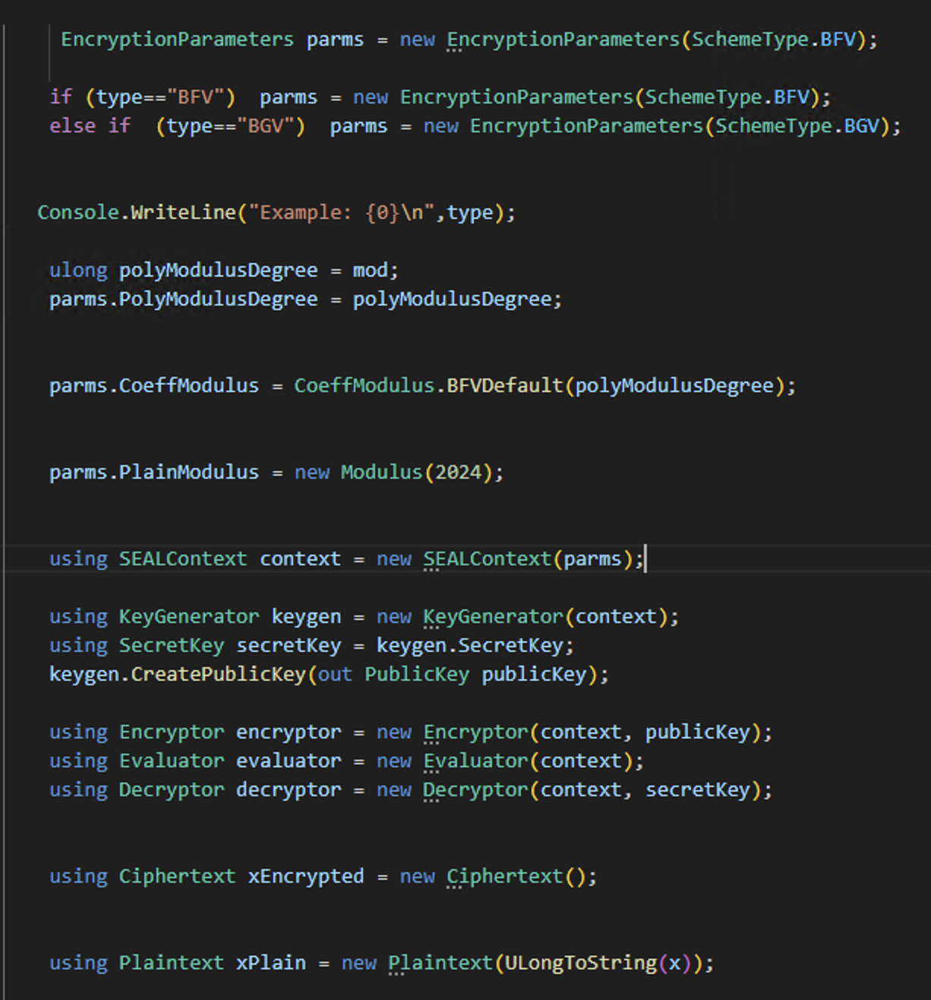 EncryptionParameters parms = new EncryptionParameters(SchemeType.BFV);
if (type=="BFV")  parms = new EncryptionParameters(SchemeType.BFV);
else if  (type=="BGV")  parms = new EncryptionParameters(SchemeType.BGV);
Console.WriteLine("Example: {0}\n",type);
ulong polyModulusDegree = mod;
parms.PolyModulusDegree = polyModulusDegree;
parms.CoeffModulus = CoeffModulus.BFVDefault(polyModulusDegree);
parms.PlainModulus = new Modulus(2024);
using SEALContext context = new SEALContext(parms);
using KeyGenerator keygen = new KeyGenerator(context);
using SecretKey secretKey = keygen.SecretKey;
keygen.CreatePublicKey(out PublicKey publicKey);
using Encryptor encryptor = new Encryptor(context, publicKey);
using Evaluator evaluator = new Evaluator(context);
using Decryptor decryptor = new Decryptor(context, secretKey);
using Ciphertext xEncrypted = new Ciphertext();
using Plaintext xPlain = new Plaintext(ULongToString(x));